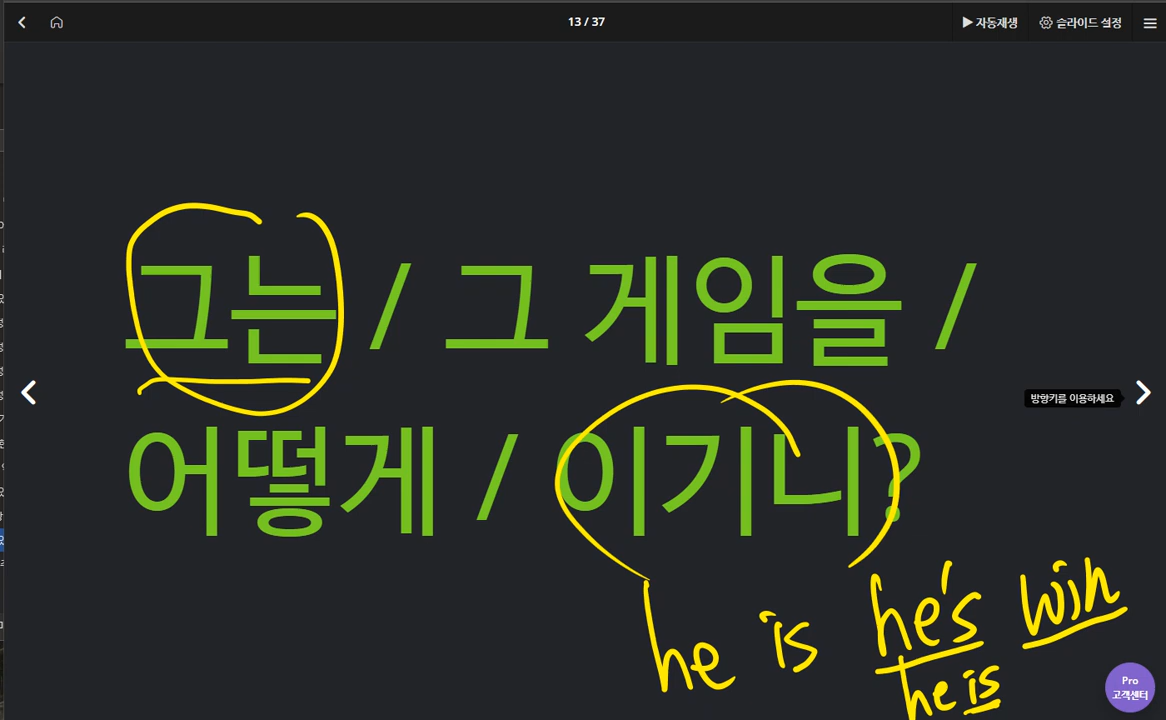 13 / 37
▶ 자동재생
슬라이드 설정
그는 / 그 게임을 /
방향키를 이용하세요
어떻게 / 이기니?
he is he's win
he is
Pro
고객센터